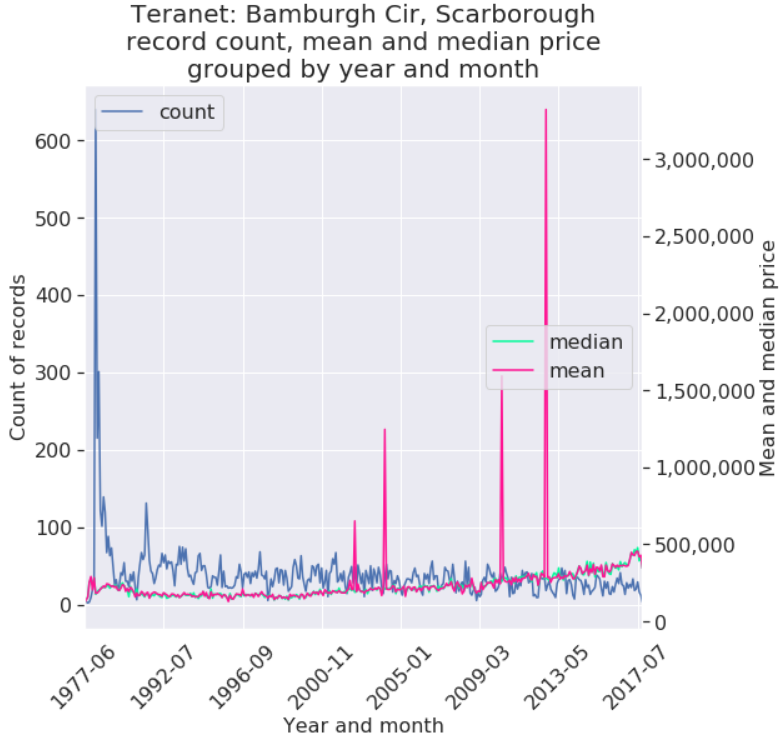 Teranet: Bamburgh Cir, Scarborough
record count, mean and median price
grouped by year and month
count
600
500
400
300
200
100
0
Count of records
3,000,000
2,500,000
2,000,000
1,500,000
1,000,000
500,000
0
Mean and median price
median
mean
1977-06
1992-07
1996-09
2000-11
2005-01
2009-03
2013-05
2017-07
Year and month